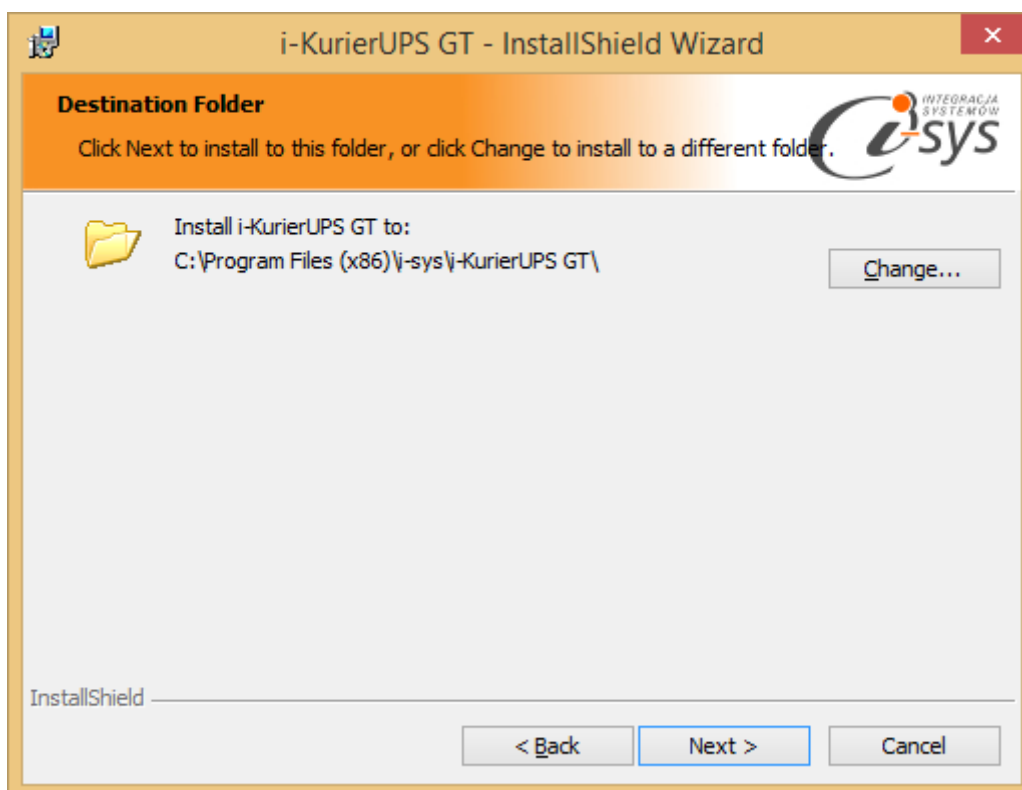 i-KurierUPS GT - InstallShield Wizard
Destination Folder
Click Next to install to this folder, or click Change to install to a different folder.
INTEGRACJA
SYSTEMÓW
i-sys
Install i-KurierUPS GT to:
C:\Program Files (x86)\i-sys\i-KurierUPS GT\
Change...
InstallShield
< Back
Next >
Cancel